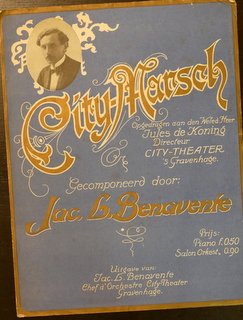 City Marsch
Opgedragen aan den WelEd. Heer
Jules de Koning
Directeur
CITY-THEATER
's Gravenhage.
Gecomponeerd door:
Jac. L. Benavente
Prijs:
Piano f. 0.50
Salon Orkest, 0.90
Uitgave van:
Jac. L. Benavente
Chef d'Orchestre City-Theater
Gravenhage.